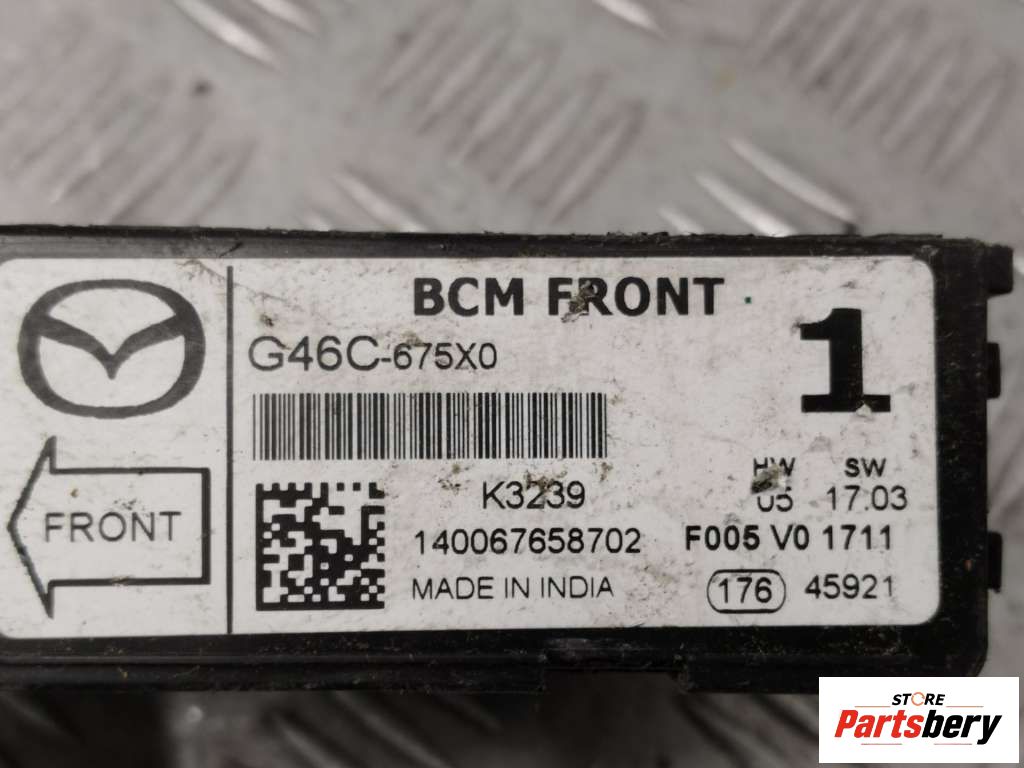 BCM FRONT
G46C-675X0
1
FRONT
K3239
140067658702
MADE IN INDIA
HW SW
05 17.03
F005 V0 1711
176 45921
STORE
Partsbery